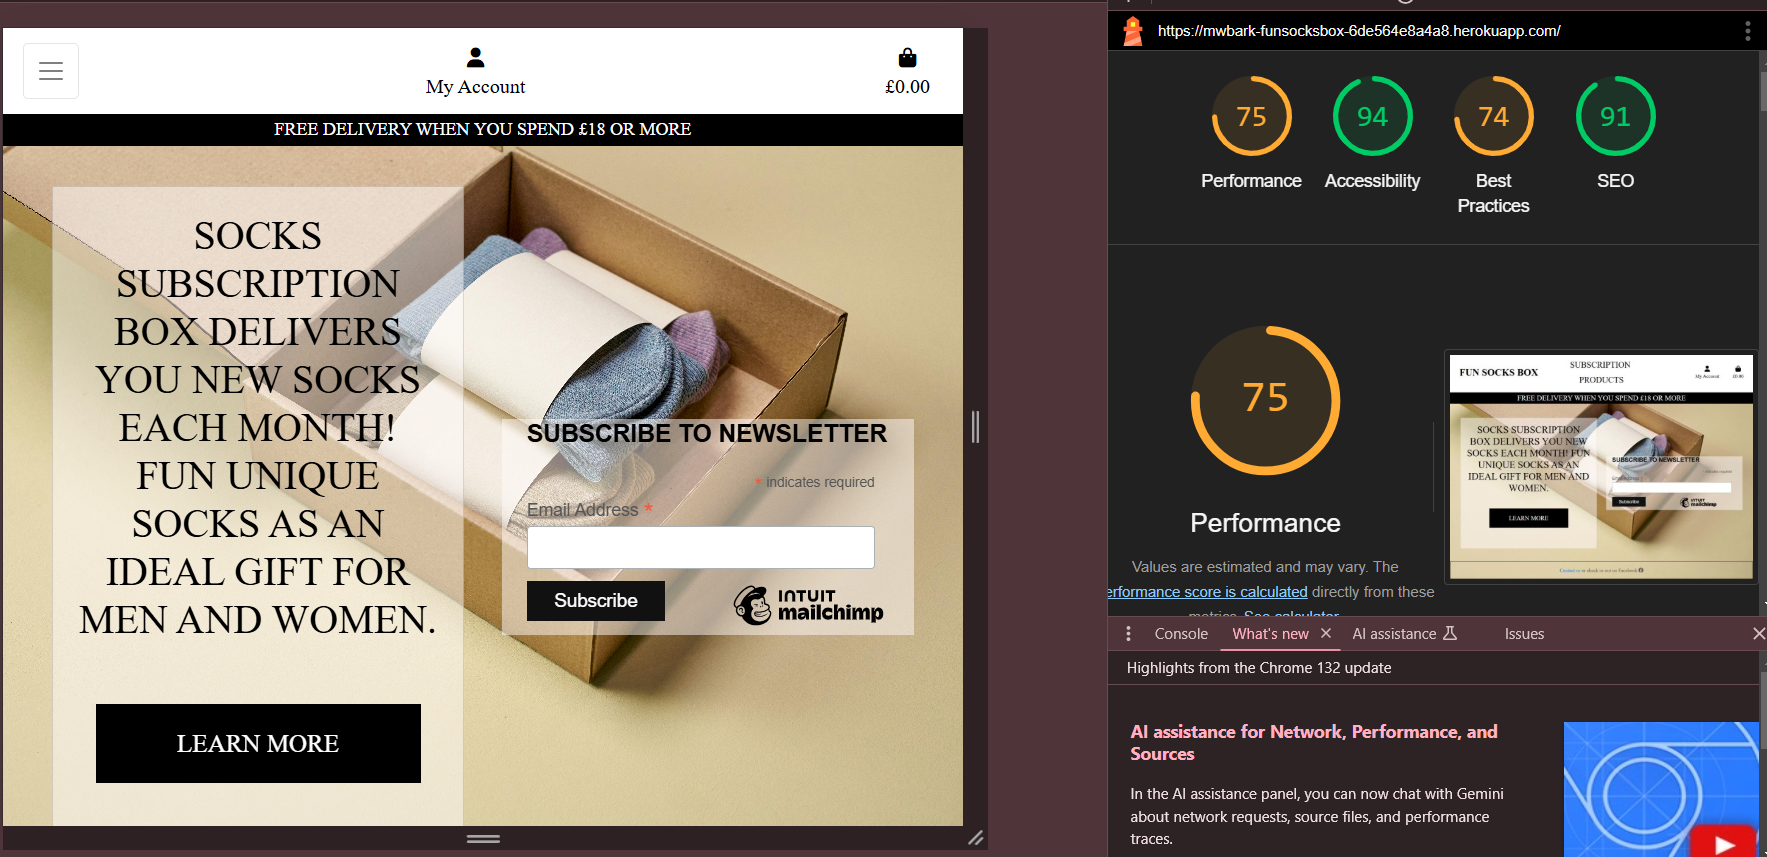 My Account
£0.00
FREE DELIVERY WHEN YOU SPEND £18 OR MORE
SOCKS
SUBSCRIPTION
BOX DELIVERS
YOU NEW SOCKS
EACH MONTH!
FUN UNIQUE
SOCKS AS AN
IDEAL GIFT FOR
MEN AND WOMEN.
LEARN MORE
SUBSCRIBE TO NEWSLETTER
* indicates required
Email Address *
Subscribe
INTUIT
mailchimp
https://mwbark-funsocksbox-6de564e8a4a8.herokuapp.com/
75
94
74
91
Performance
Accessibility
Best
Practices
SEO
75
Performance
Values are estimated and may vary. The
erformance score is calculated directly from these
metrics. See calculator.
FUN SOCKS BOX
SUBSCRIPTION
PRODUCTS
My Account
£0.00
FREE DELIVERY WHEN YOU SPEND £18 OR MORE
SOCKS SUBSCRIPTION
BOX DELIVERS YOU NEW
SOCKS EACH MONTH! FUN
UNIQUE SOCKS AS AN
IDEAL GIFT FOR MEN AND
WOMEN.
LEARN MORE
SUBSCRIBE TO NEWSLETTER
Subscribe
INTUIT
mailchimp
Console
What's new
AI assistance
Issues
Highlights from the Chrome 132 update
AI assistance for Network, Performance, and
Sources
In the AI assistance panel, you can now chat with Gemini
about network requests, source files, and performance
traces.